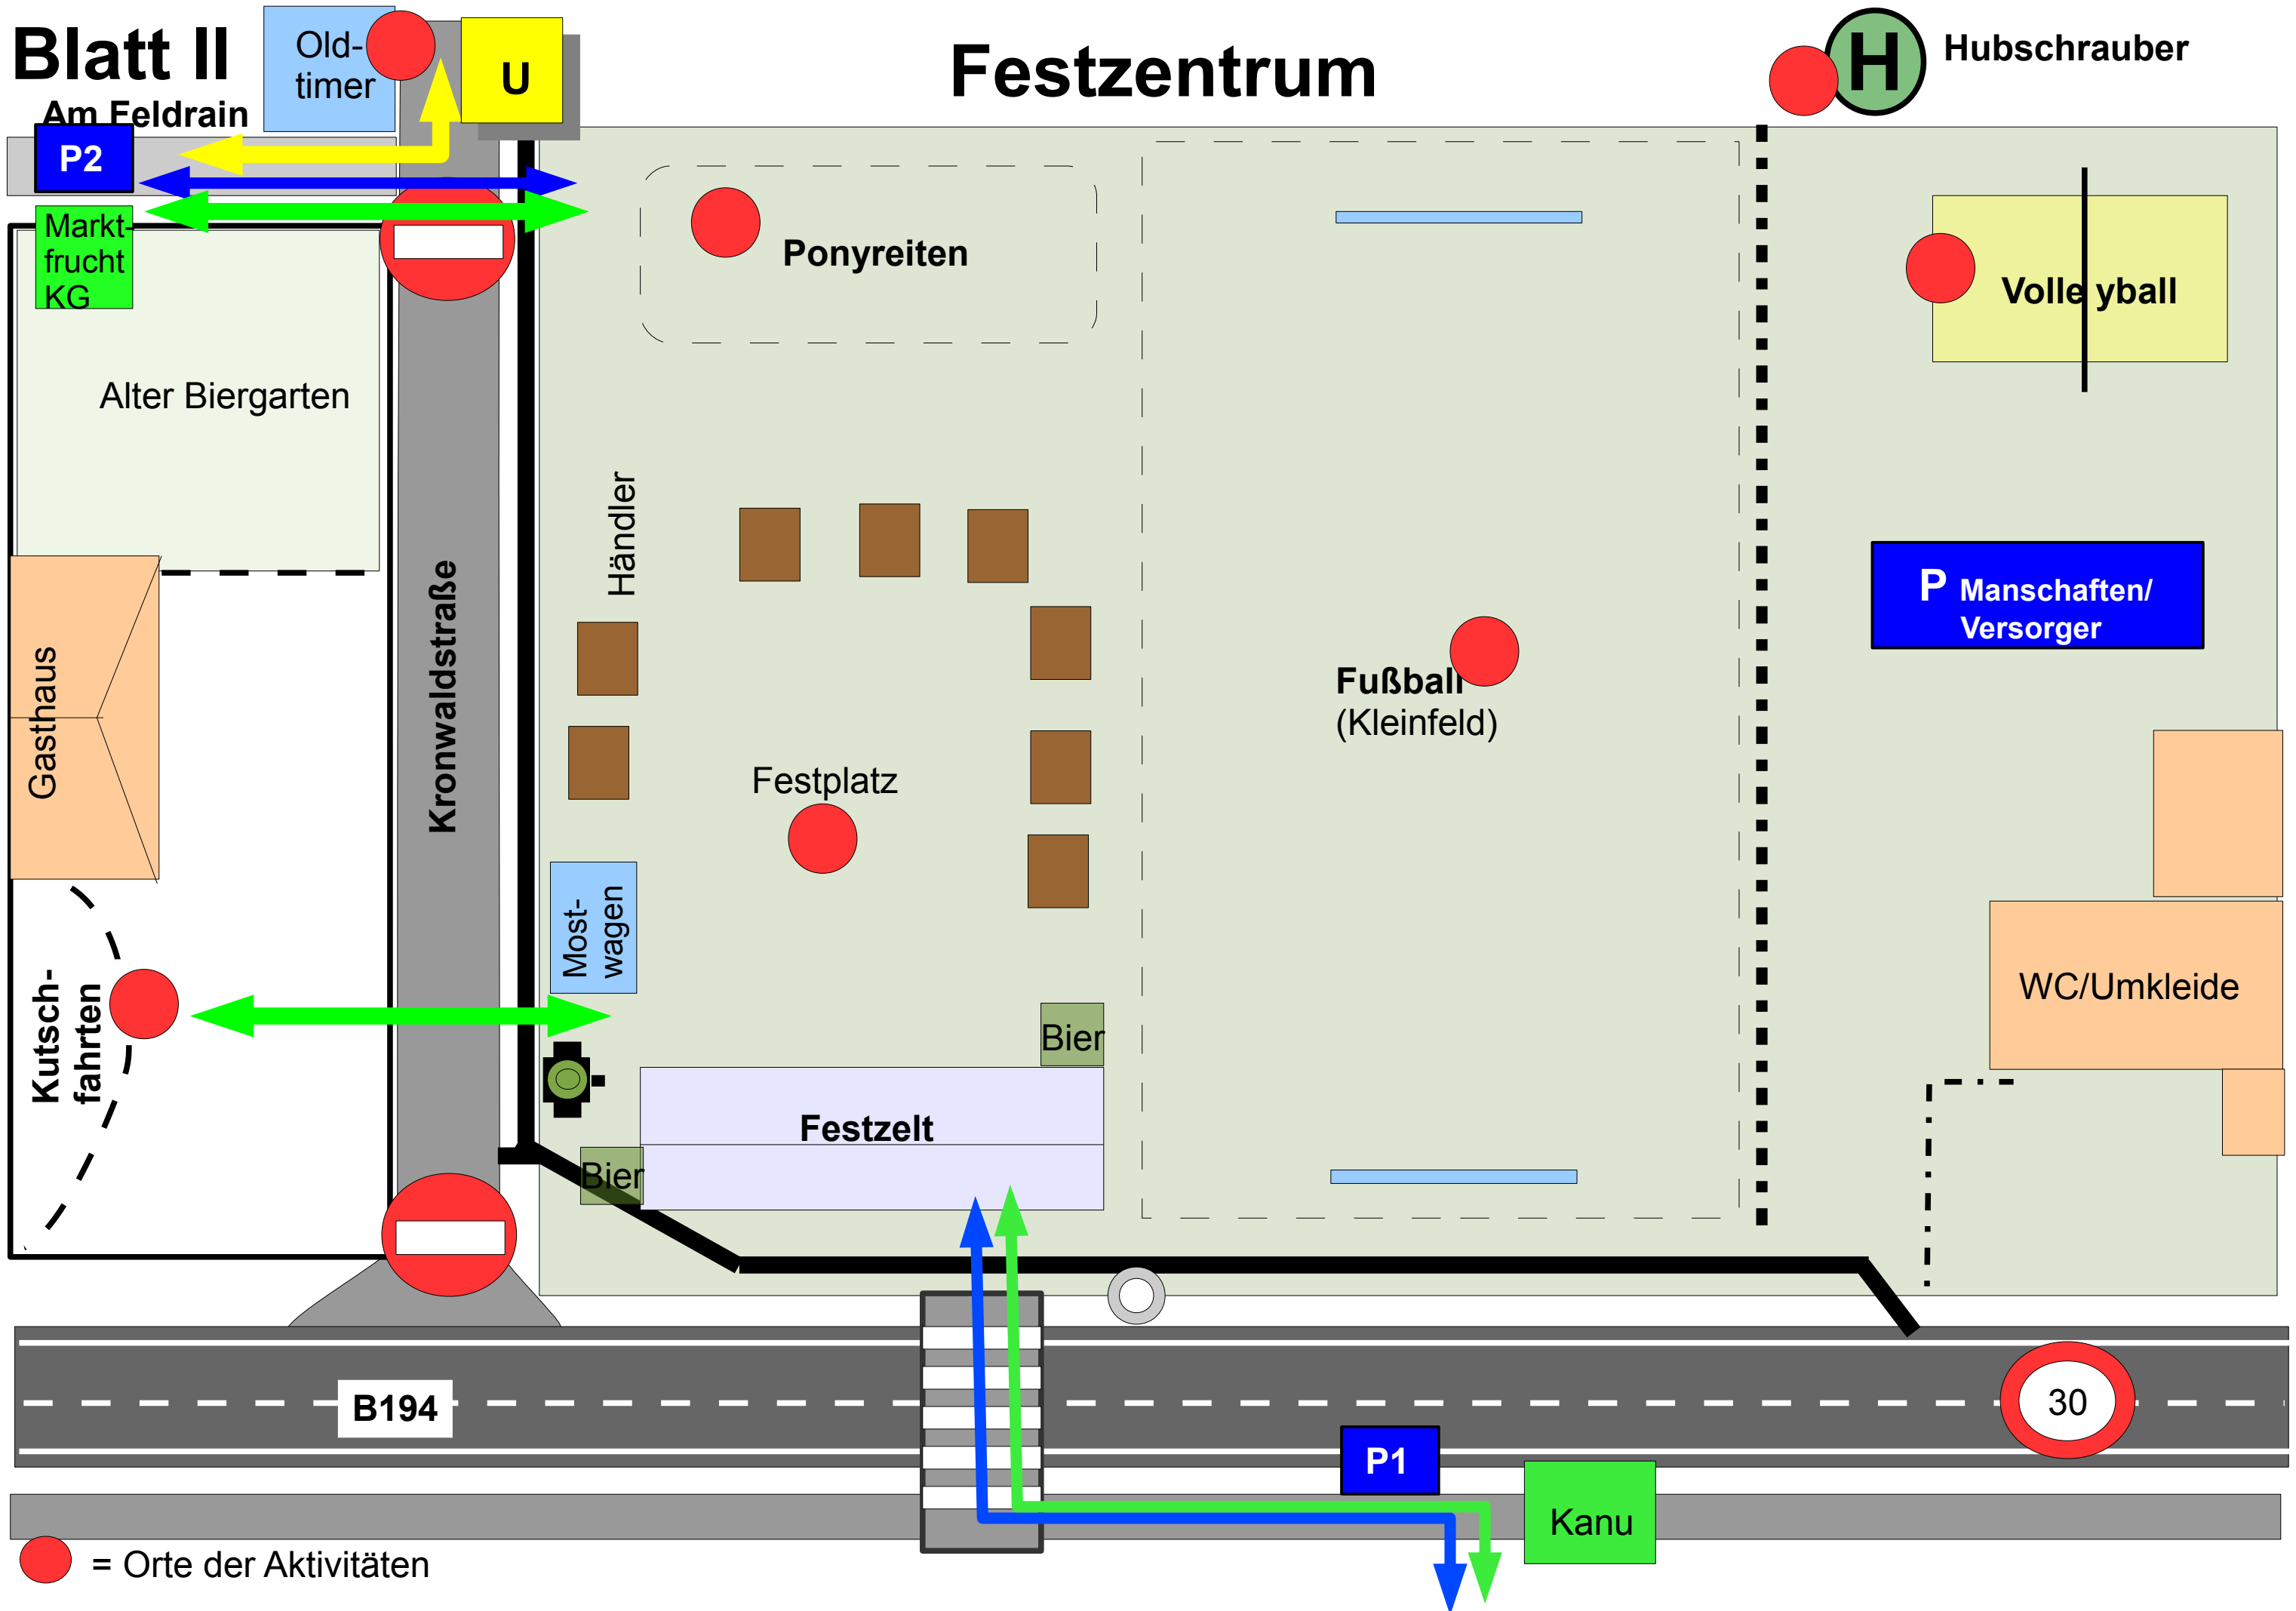 Blatt II
Am Feldrain
Old-
timer
U
Festzentrum
H
Hubschrauber
P2
Markt-
frucht
KG
Ponyreiten
Volle yball
Alter Biergarten
Händler
Kronwaldstraße
Gasthaus
P Manschaften/
Versorger
Fußball
(Kleinfeld)
Festplatz
Most-
wagen
Kutsch-
fahrten
WC/Umkleide
Bier
Festzelt
Bier
B194
30
P1
Kanu
= Orte der Aktivitäten